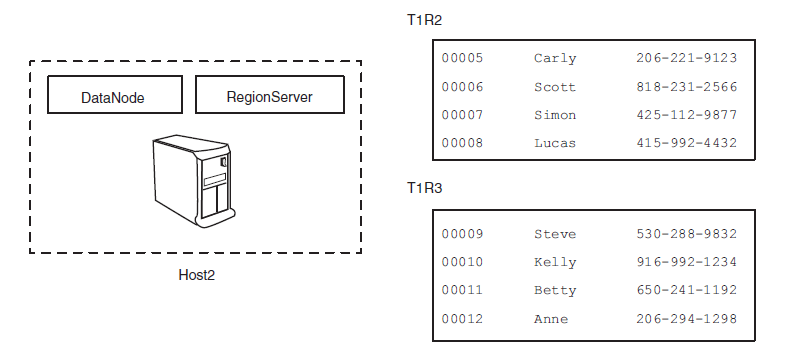 T1R2
00005 Carly 206-221-9123
00006 Scott 818-231-2566
00007 Simon 425-112-9877
00008 Lucas 415-992-4432
DataNode
RegionServer
Host2
T1R3
00009 Steve 530-288-9832
00010 Kelly 916-992-1234
00011 Betty 650-241-1192
00012 Anne 206-294-1298